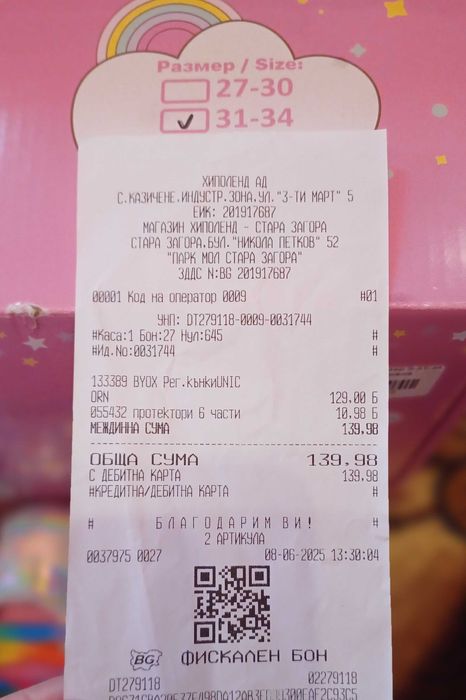 Размер / Size:
27-30
31-34
ХИПОЛЕНД АД
С.КАЗИЧЕНЕ.ИНДУСТР.ЗОНА.УЛ."3-ТИ МАРТ" 5
ЕИК: 201917687
МАГАЗИН ХИПОЛЕНД - СТАРА ЗАГОРА
СТАРА ЗАГОРА.БУЛ."НИКОЛА ПЕТКОВ" 52
"ПАРК МОЛ СТАРА ЗАГОРА"
ЗДДС N:BG 201917687
00001 Код на оператор 0009 #01
УНП: DT279118-0009-0031744
#Каса:1 Бон:27 Нул:645 #
#Ид.No:0031744 #
133389 BYOX Рег.кънкиUNIC
ORN 129.00 Б
055432 протектори 6 части 10.98 Б
МЕЖДИННА СУМА 139.98
ОБЩА СУМА 139.98
С ДЕБИТНА КАРТА 139.98
#КРЕДИТНА/ДЕБИТНА КАРТА #
# БЛАГОДАРИМ ВИ! #
2 АРТИКУЛА
0037975 0027 08-06-2025 13:30:04
BG ФИСКАЛЕН БОН
DT279118 02279118